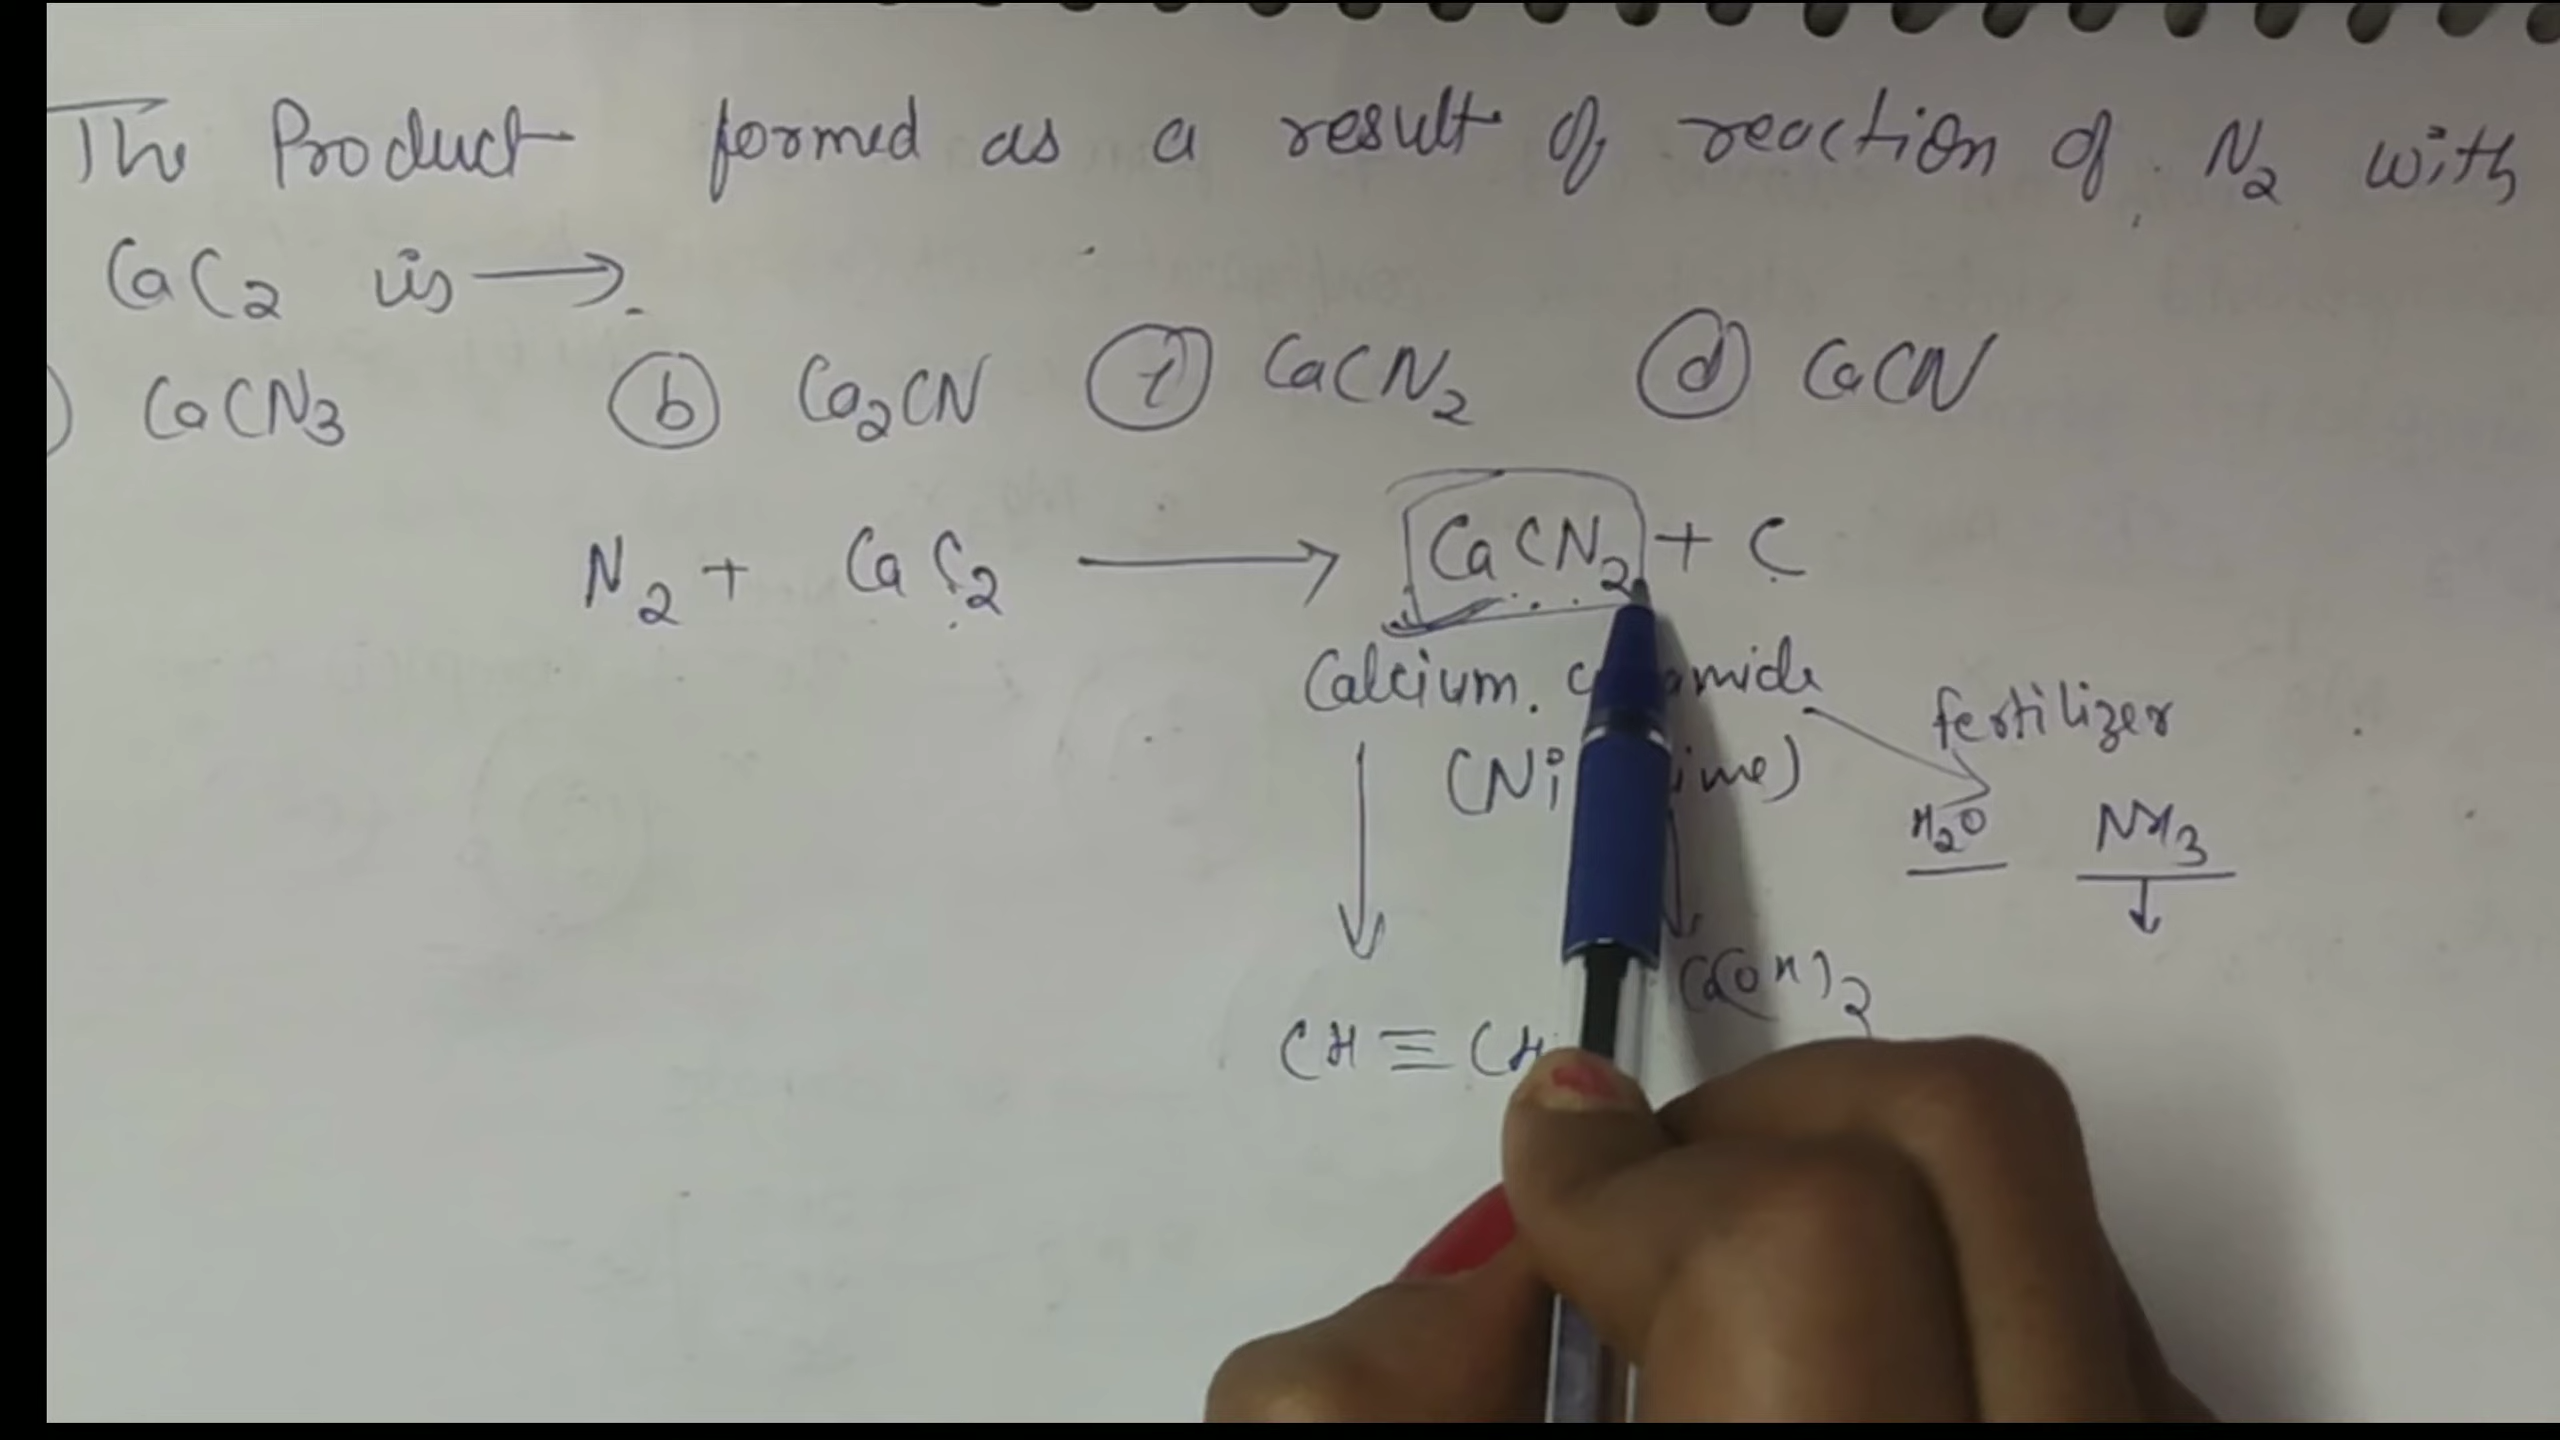 The Product formed as a result of reaction of N₂ with
CaC₂ is →.
) CaCN₃ (b) Ca₂CN (c) CaCN₂ (d) CaCN
N₂ + CaC₂ → CaCN₂ + C
Calcium.
fertilizer
H₂O NH₃
CH ≡ CH